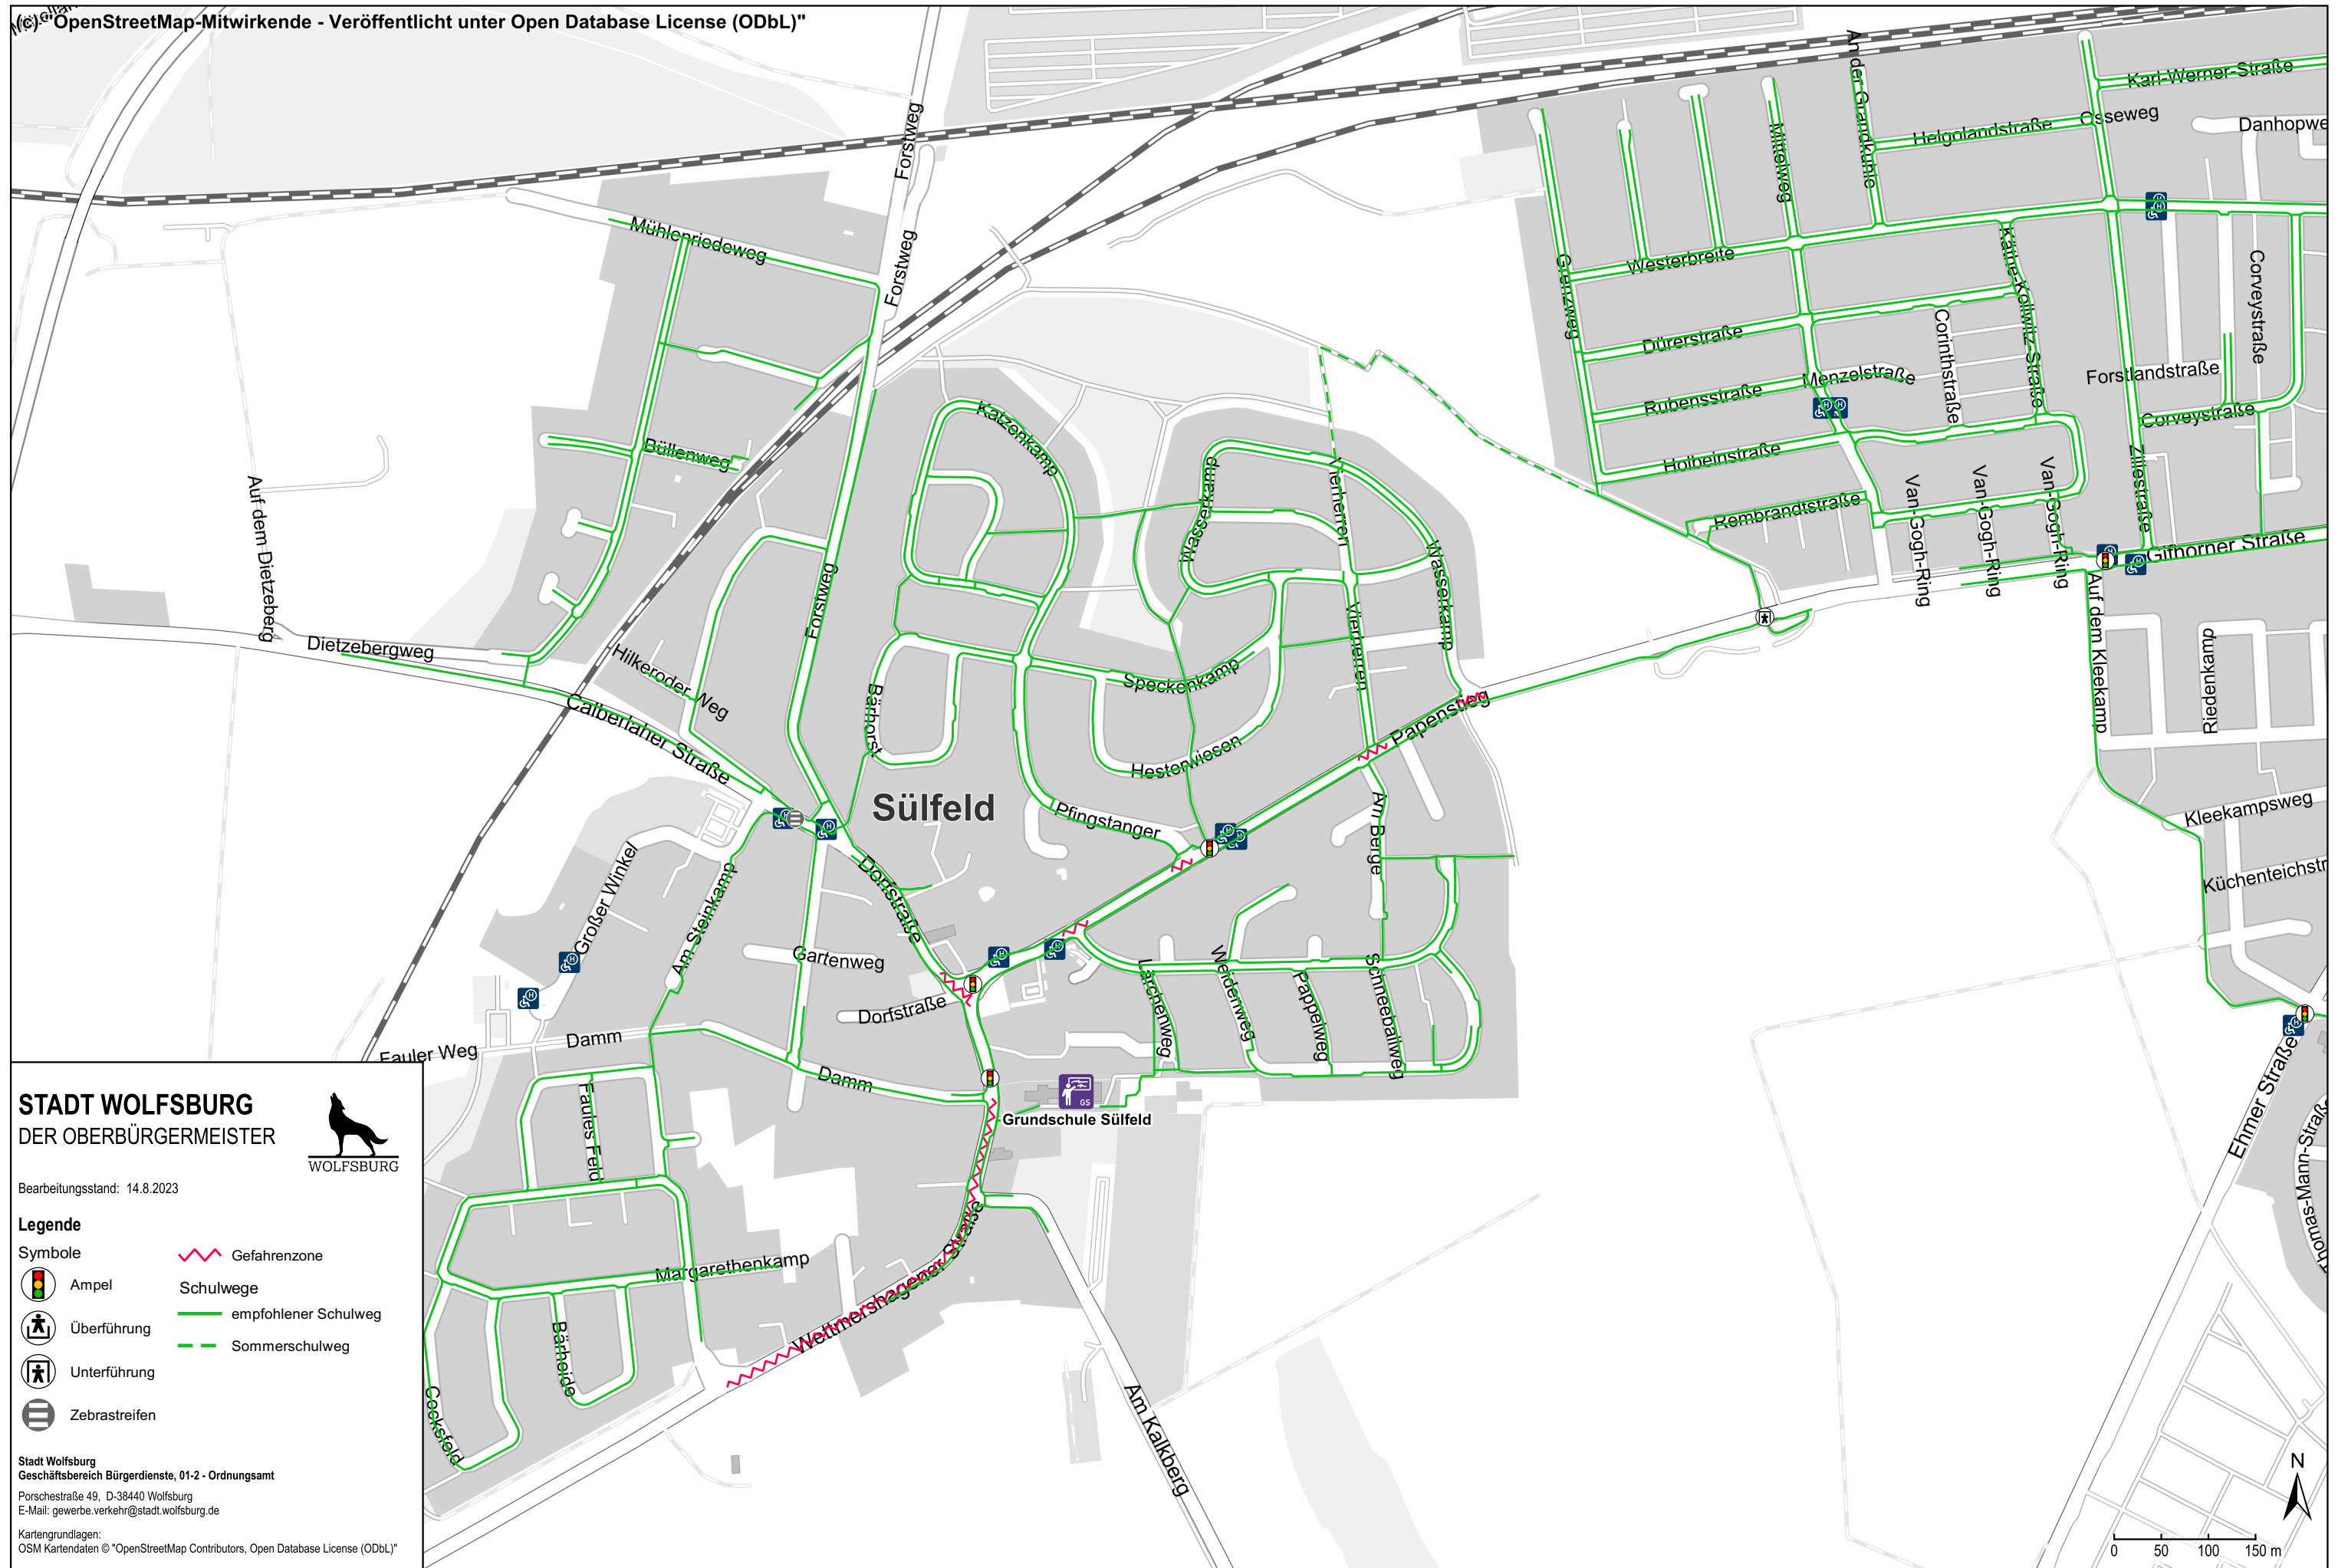 (c) "OpenStreetMap-Mitwirkende - Veröffentlicht unter Open Database License (ODbL)"
Forstweg
An der Grandkuhle
Karl-Werner-Straße
Osseweg
Helgolandstraße
Danhopwe
Mittelweg
Mühlenriedeweg
Forstweg
Grenzweg
Westerbreite
Käthe-Kollwitz-Straße
Corveystraße
Dürerstraße
Corinthstraße
Menzelstraße
Forstlandstraße
Rubensstraße
Corveystraße
Katzenkamp
Büllenweg
Holbeinstraße
Zillestraße
Wasserkamp
Vierherren
Auf dem Dietzeberg
Rembrandtstraße
Van-Gogh-Ring
Van-Gogh-Ring
Van-Gogh-Ring
Gifhorner Straße
Wasserkamp
Forstweg
Vierherren
Auf dem Kleekamp
Riedenkamp
Dietzebergweg
Hilkeroder Weg
Bärhorst
Speckenkamp
Calberlaher Straße
Papenstieg
Hesterwiesen
Sülfeld
Pfingstanger
Am Berge
Kleekampsweg
Küchenteichstr
Dorfstraße
Großer Winkel
Am Steinkamp
Gartenweg
Lärchenweg
Weidenweg
Pappelweg
Schneeballweg
Dorfstraße
Damm
Fauler Weg
Damm
Ehmer Straße
Thomas-Mann-Straße
Faules Feld
GS
Grundschule Sülfeld
Margarethenkamp
Wettmershagener Straße
Bärheide
Cocksfeld
Am Kalkberg
STADT WOLFSBURG
DER OBERBÜRGERMEISTER
WOLFSBURG
Bearbeitungsstand: 14.8.2023
Legende
Symbole
Ampel
Überführung
Unterführung
Zebrastreifen
Gefahrenzone
Schulwege
empfohlener Schulweg
Sommerschulweg
Stadt Wolfsburg
Geschäftsbereich Bürgerdienste, 01-2 - Ordnungsamt
Porschestraße 49, D-38440 Wolfsburg
E-Mail: gewerbe.verkehr@stadt.wolfsburg.de
Kartengrundlagen:
OSM Kartendaten © "OpenStreetMap Contributors, Open Database License (ODbL)"
N
0 50 100 150 m